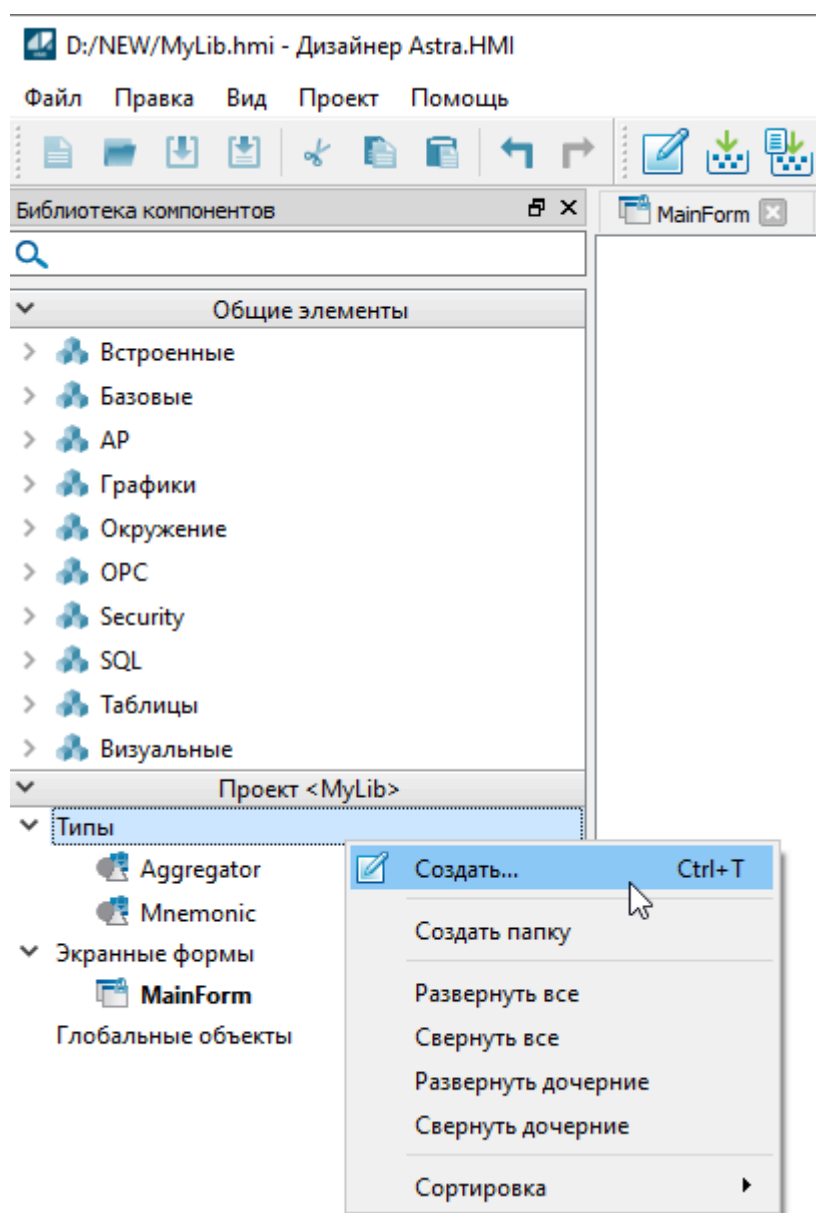 D:/NEW/MyLib.hmi - Дизайнер Astra.HMI
Файл Правка Вид Проект Помощь
Библиотека компонентов
MainForm
Общие элементы
Встроенные
Базовые
AP
Графики
Окружение
OPC
Security
SQL
Таблицы
Визуальные
Проект <MyLib>
Типы
Aggregator
Mnemonic
Экранные формы
MainForm
Глобальные объекты
Создать... Ctrl+T
Создать папку
Развернуть все
Свернуть все
Развернуть дочерние
Свернуть дочерние
Сортировка